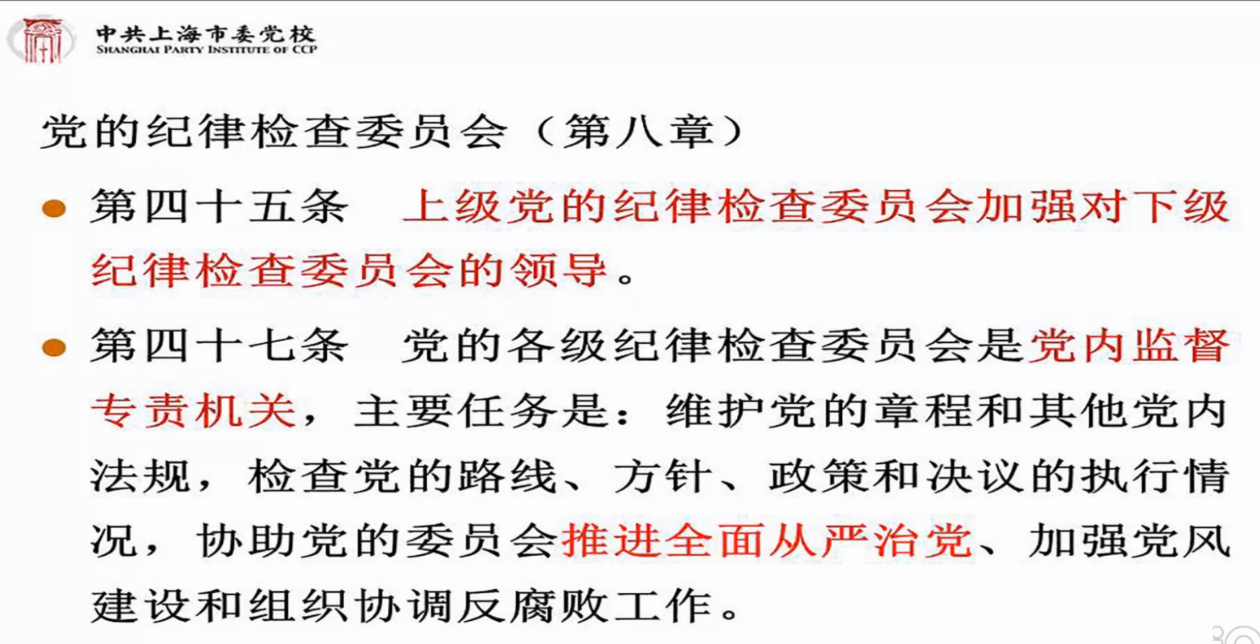 中共上海市委党校
SHANGHAI PARTY INSTITUTE OF CCP
党的纪律检查委员会（第八章）
第四十五条 上级党的纪律检查委员会加强对下级
纪律检查委员会的领导。
第四十七条 党的各级纪律检查委员会是党内监督
专责机关，主要任务是：维护党的章程和其他党内
法规，检查党的路线、方针、政策和决议的执行情
况，协助党的委员会推进全面从严治党、加强党风
建设和组织协调反腐败工作。